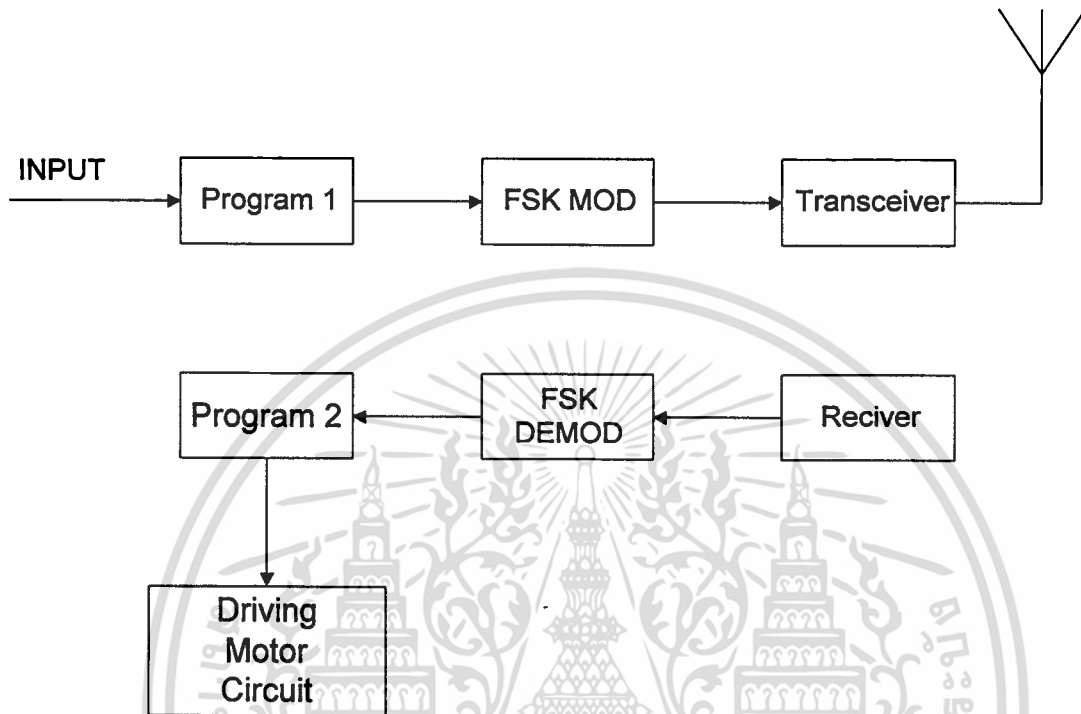 INPUT
Program 1
FSK MOD
Transceiver
Program 2
FSK
DEMOD
Reciver
Driving
Motor
Circuit